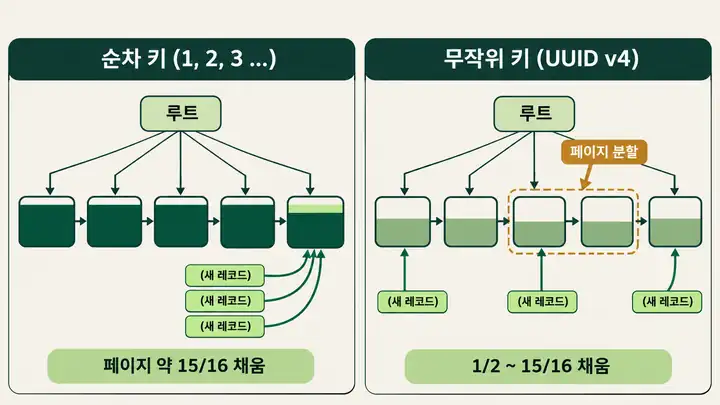 순차 키 (1, 2, 3 ...)
루트
(새 레코드)
(새 레코드)
(새 레코드)
페이지 약 15/16 채움
무작위 키 (UUID v4)
루트
페이지 분할
(새 레코드)
(새 레코드)
(새 레코드)
1/2 ~ 15/16 채움